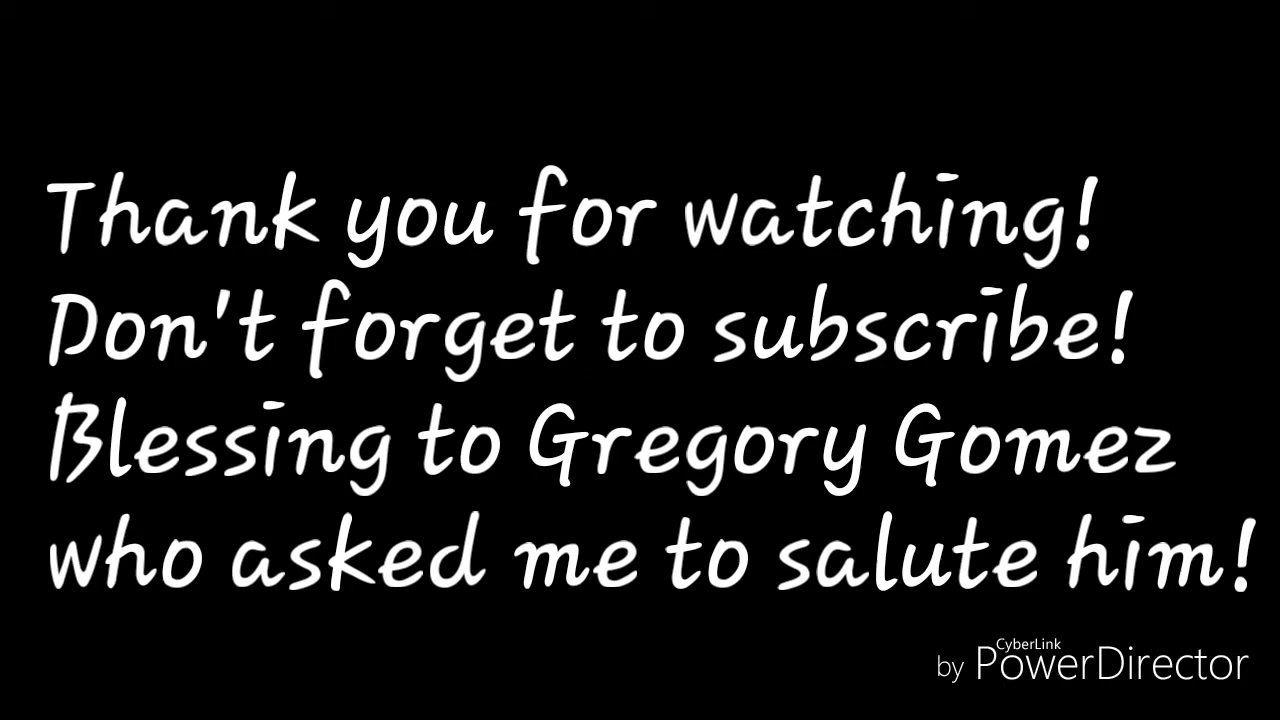 Thank you for watching!
Don't forget to subscribe!
Blessing to Gregory Gomez
who asked me to salute him!
CyberLink
by PowerDirector